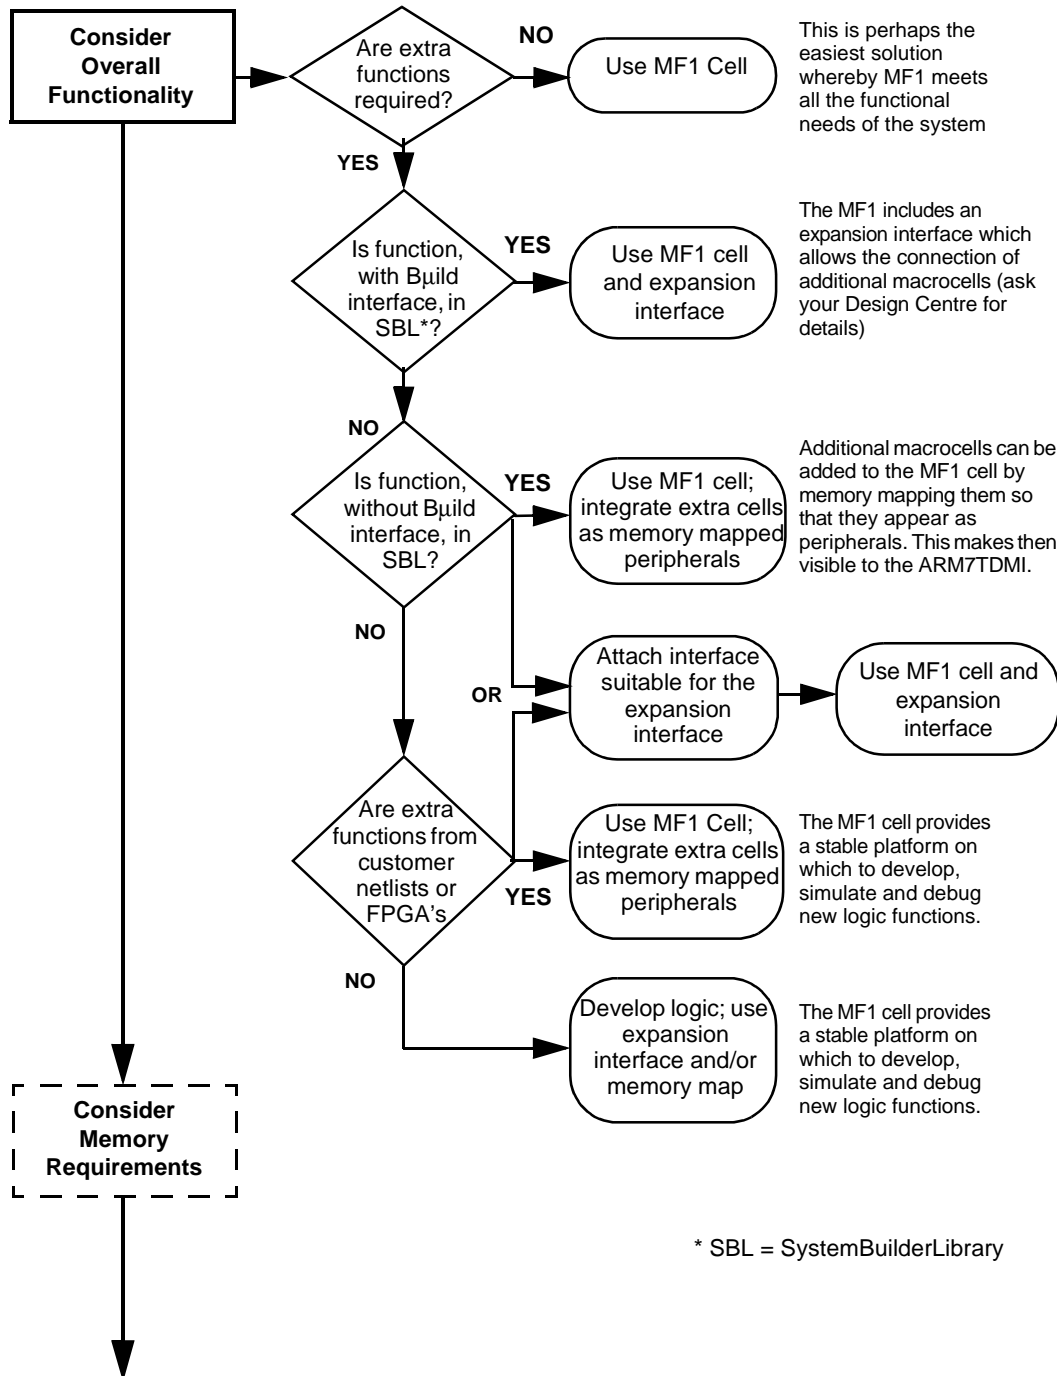 Consider
Overall
Functionality
Are extra
functions
required?
NO
Use MF1 Cell
This is perhaps the
easiest solution
whereby MF1 meets
all the functional
needs of the system
YES
Is function,
with Bµild
interface, in
SBL*?
YES
Use MF1 cell
and expansion
interface
The MF1 includes an
expansion interface which
allows the connection of
additional macrocells (ask
your Design Centre for
details)
NO
Is function,
without Bµild
interface, in
SBL?
YES
Use MF1 cell;
integrate extra cells
as memory mapped
peripherals
Additional macrocells can be
added to the MF1 cell by
memory mapping them so
that they appear as
peripherals. This makes then
visible to the ARM7TDMI.
NO
OR
Attach interface
suitable for the
expansion
interface
Use MF1 cell and
expansion
interface
Are extra
functions from
customer
netlists or
FPGA's
YES
Use MF1 Cell;
integrate extra cells
as memory mapped
peripherals
The MF1 cell provides
a stable platform on
which to develop,
simulate and debug
new logic functions.
NO
Develop logic; use
expansion
interface and/or
memory map
The MF1 cell provides
a stable platform on
which to develop,
simulate and debug
new logic functions.
Consider
Memory
Requirements
* SBL = SystemBuilderLibrary